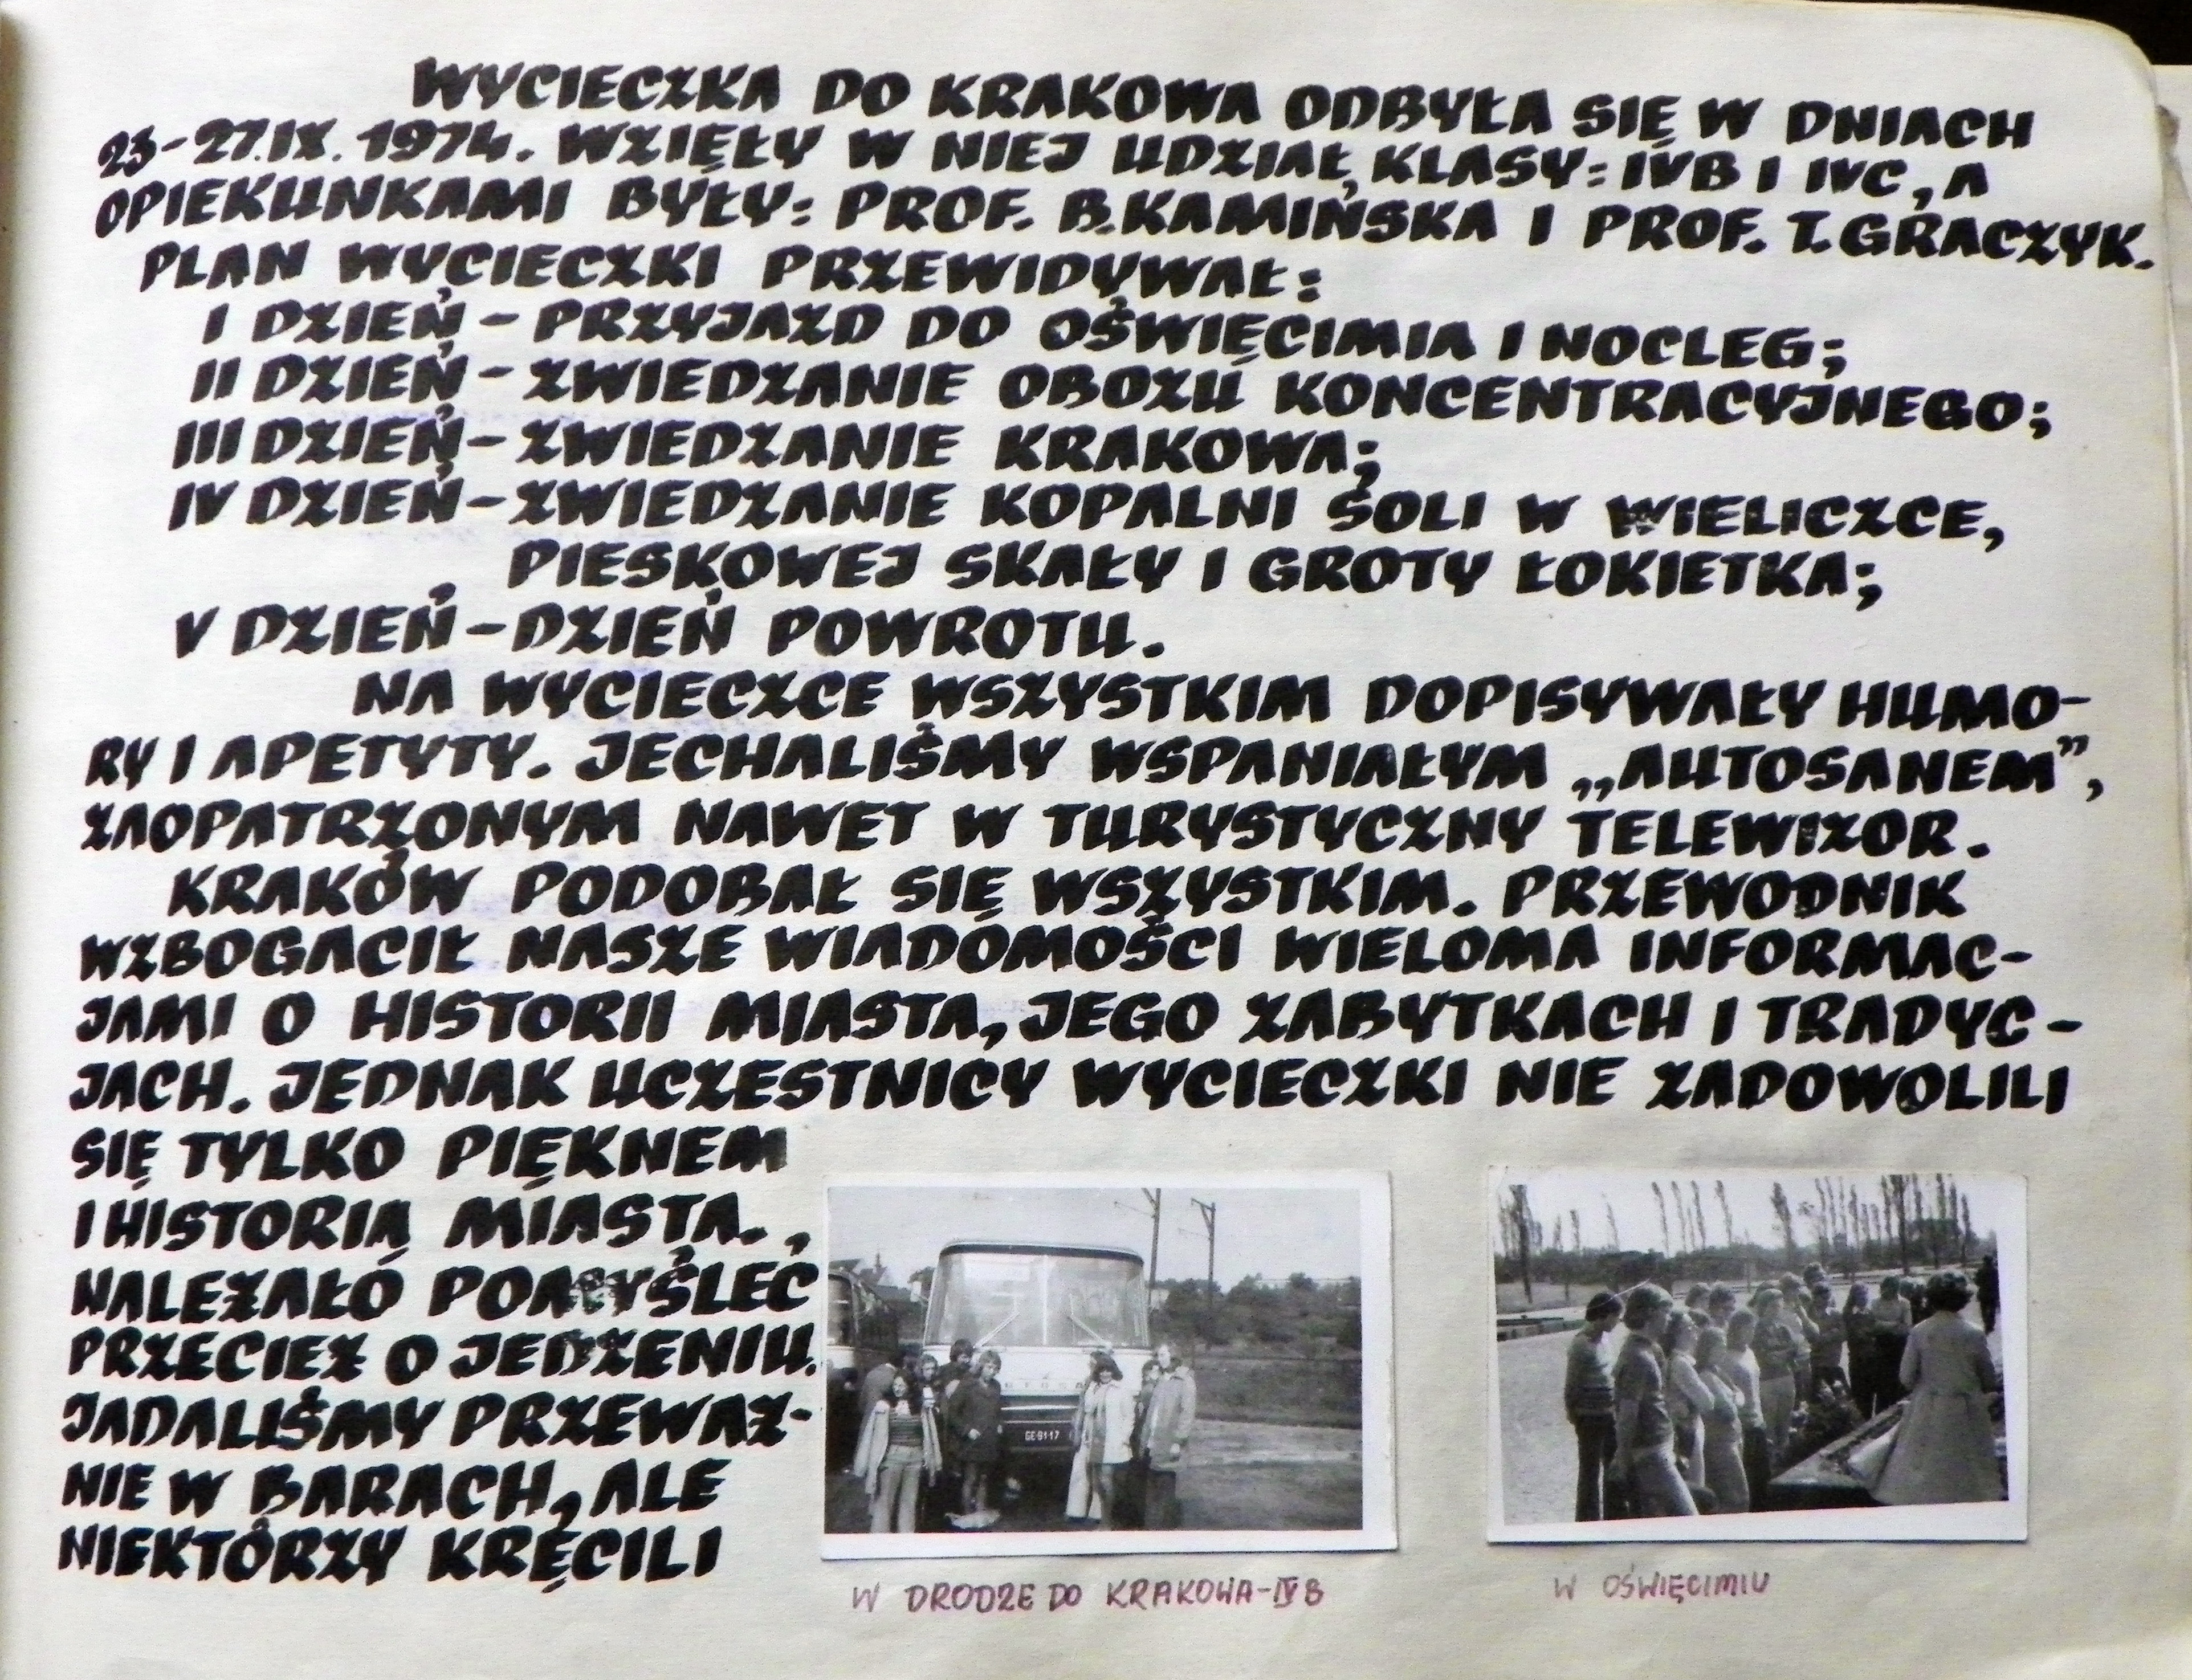 WYCIECZKA DO KRAKOWA ODBYŁA SIĘ W DNIACH
23-27.IX.1974. WZIĘŁY W NIEJ UDZIAŁ KLASY: IVB I IVC, A
OPIEKUNKAMI BYŁY: PROF. B. KAMIŃSKA I PROF. T. GRACZYK.
PLAN WYCIECZKI PRZEWIDYWAŁ:
I DZIEŃ - PRZYJAZD DO OŚWIĘCIMIA I NOCLEG;
II DZIEŃ - ZWIEDZANIE OBOZU KONCENTRACYJNEGO;
III DZIEŃ - ZWIEDZANIE KRAKOWA;
IV DZIEŃ - ZWIEDZANIE KOPALNI SOLI W WIELICZCE,
PIESKOWEJ SKAŁY I GROTY ŁOKIETKA;
V DZIEŃ - DZIEŃ POWROTU.
NA WYCIECZCE WSZYSTKIM DOPISYWAŁY HUMO-
RY I APETYTY. JECHALIŚMY WSPANIAŁYM „AUTOSANEM”,
ZAOPATRZONYM NAWET W TURYSTYCZNY TELEWIZOR.
KRAKÓW PODOBAŁ SIĘ WSZYSTKIM. PRZEWODNIK
WZBOGACIŁ NASZE WIADOMOŚCI WIELOMA INFORMAC-
JAMI O HISTORII MIASTA, JEGO ZABYTKACH I TRADYC-
JACH. JEDNAK UCZESTNICY WYCIECZKI NIE ZADOWOLILI
SIĘ TYLKO PIĘKNEM
I HISTORIĄ MIASTA.
NALEŻAŁO POMYŚLEĆ
PRZECIEŻ O JEDZENIU.
JADALIŚMY PRZEWAŻ-
NIE W BARACH, ALE
NIEKTÓRZY KRĘCILI
GE-91-17
W DRODZE DO KRAKOWA-IVB
W OŚWIĘCIMIU